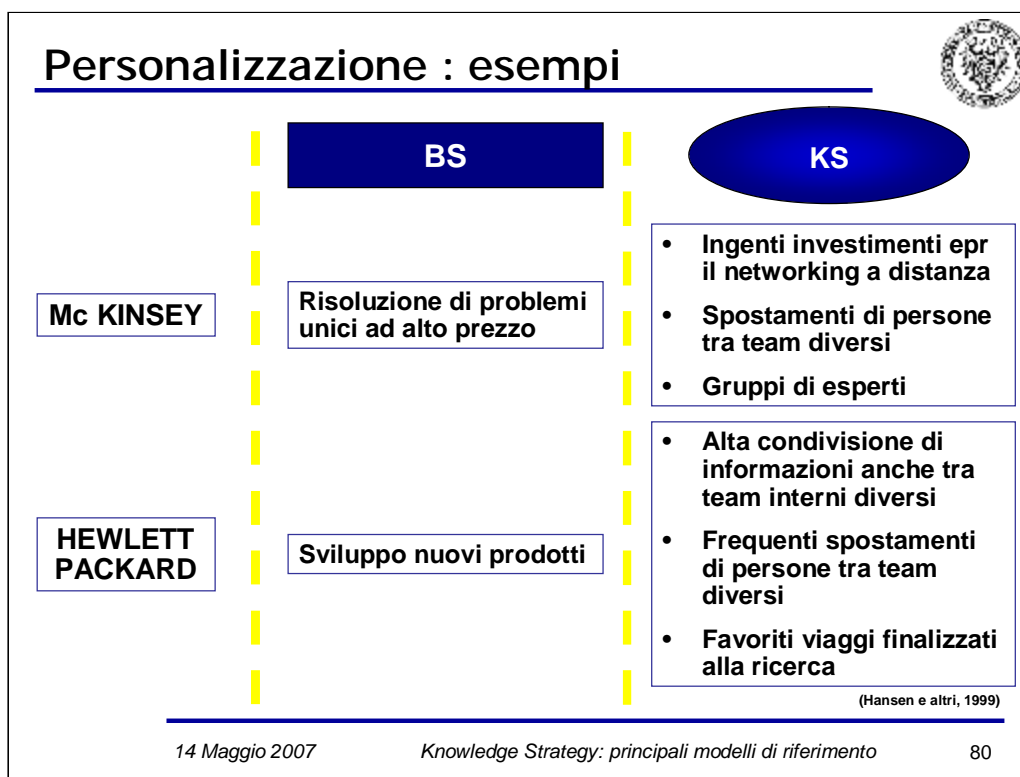 Personalizzazione : esempi
BS
KS
Mc KINSEY
Risoluzione di problemi
unici ad alto prezzo
• Ingenti investimenti epr
il networking a distanza
• Spostamenti di persone
tra team diversi
• Gruppi di esperti
HEWLETT
PACKARD
Sviluppo nuovi prodotti
• Alta condivisione di
informazioni anche tra
team interni diversi
• Frequenti spostamenti
di persone tra team
diversi
• Favoriti viaggi finalizzati
alla ricerca
(Hansen e altri, 1999)
14 Maggio 2007
Knowledge Strategy: principali modelli di riferimento
80